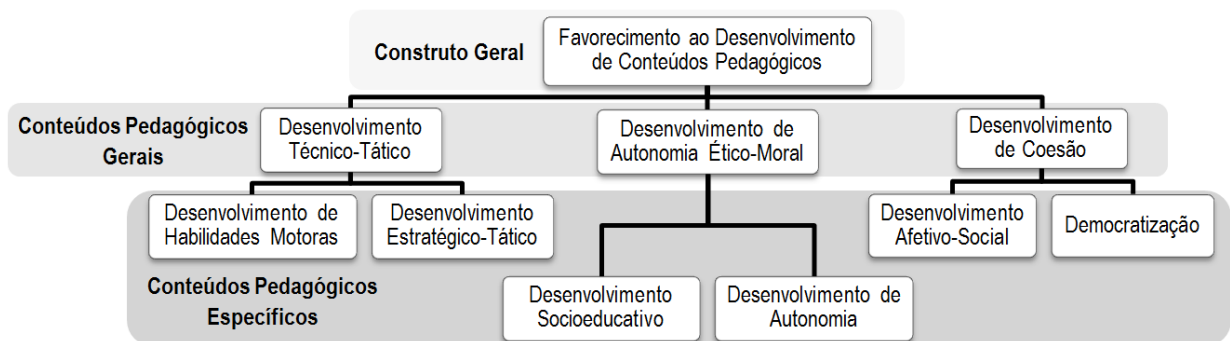 Construto Geral
Favorecimento ao Desenvolvimento
de Conteúdos Pedagógicos
Conteúdos Pedagógicos
Gerais
Desenvolvimento
Técnico-Tático
Desenvolvimento de
Autonomia Ético-Moral
Desenvolvimento
de Coesão
Desenvolvimento de
Habilidades Motoras
Desenvolvimento
Estratégico-Tático
Desenvolvimento
Afetivo-Social
Democratização
Conteúdos Pedagógicos
Específicos
Desenvolvimento
Socioeducativo
Desenvolvimento de
Autonomia